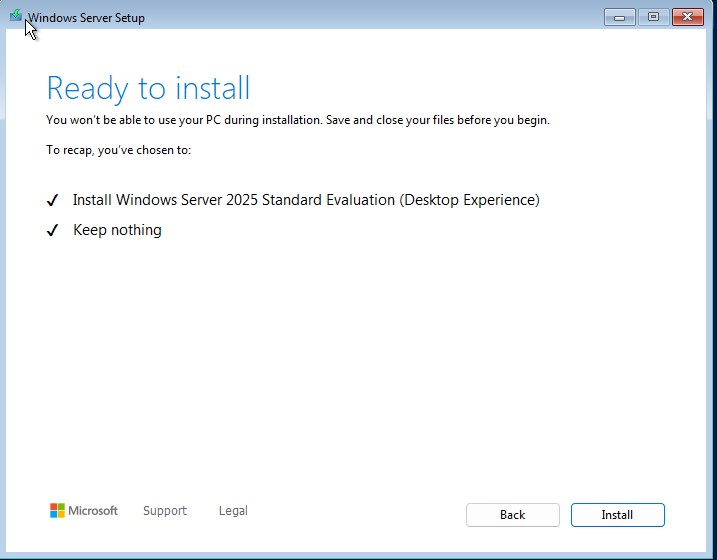 Windows Server Setup
Ready to install
You won't be able to use your PC during installation. Save and close your files before you begin.
To recap, you've chosen to:
✓ Install Windows Server 2025 Standard Evaluation (Desktop Experience)
✓ Keep nothing
Microsoft Support Legal
Back Install